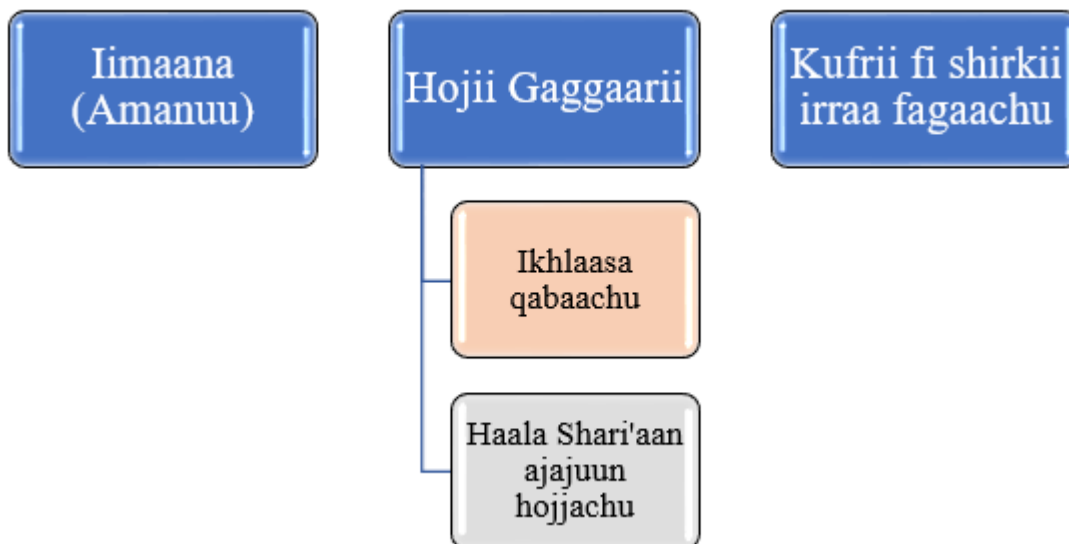 Iimaana
(Amanuu)
Hojii Gaggaarii
Kufrii fi shirkii
irraa fagaachu
Ikhlaasa
qabaachu
Haala Shari'aan
ajajuun
hojjachu